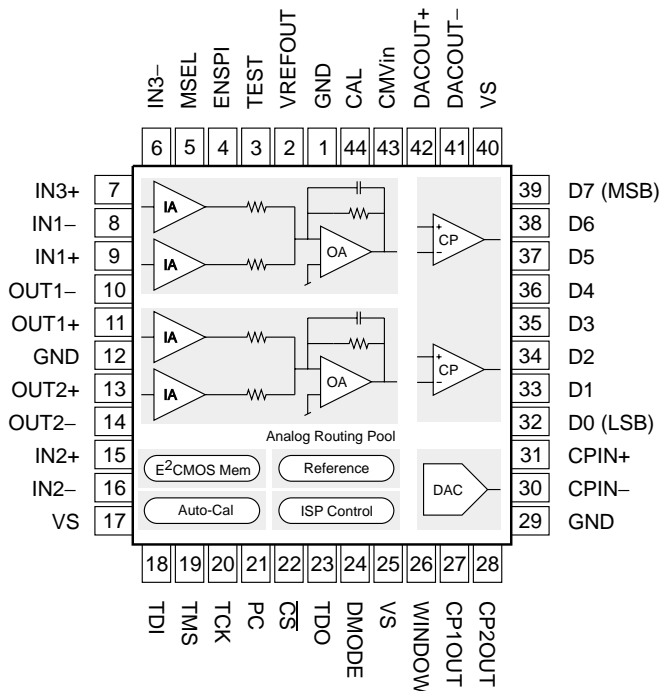 IN3– MSEL ENSPI TEST VREFOUT GND CAL CMVin DACOUT+ DACOUT– VS
6 5 4 3 2 1 44 43 42 41 40
IN3+ 7
IN1– 8
IN1+ 9
OUT1– 10
OUT1+ 11
GND 12
OUT2+ 13
OUT2– 14
IN2+ 15
IN2– 16
VS 17
IA
IA
OA
+
CP
–
IA
IA
OA
+
CP
–
Analog Routing Pool
E²CMOS Mem
Reference
Auto-Cal
ISP Control
DAC
39 D7 (MSB)
38 D6
37 D5
36 D4
35 D3
34 D2
33 D1
32 D0 (LSB)
31 CPIN+
30 CPIN–
29 GND
18 19 20 21 22 23 24 25 26 27 28
TDI TMS TCK PC CS TDO DMODE VS WINDOW CP1OUT CP2OUT